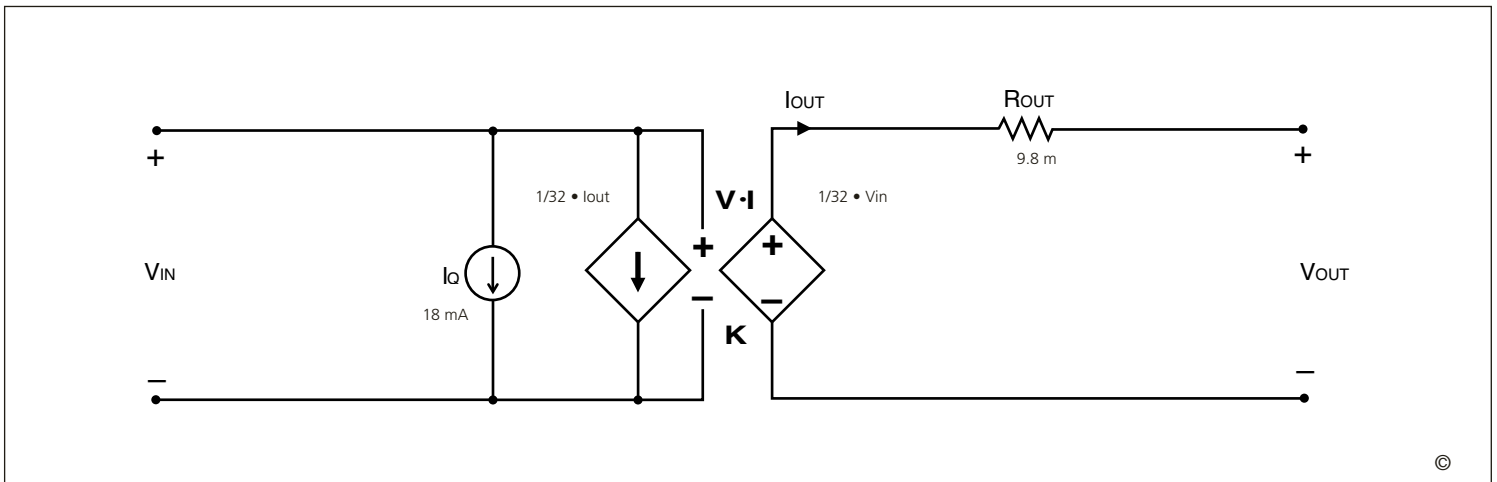 IOUT
ROUT
+
9.8 m
+
1/32 • Iout
V•I
1/32 • Vin
+
+
VIN
IQ
VOUT
18 mA
–
–
K
–
–
©